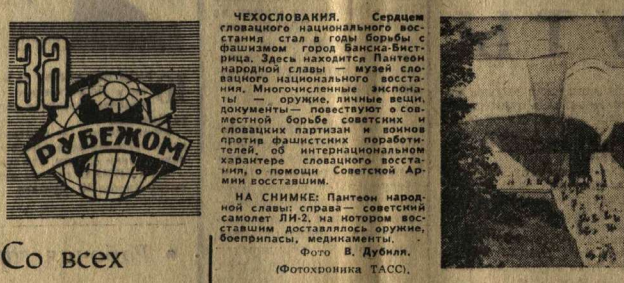 ЗА
РУБЕЖОМ
Со всех
ЧЕХОСЛОВАКИЯ. Сердцем
словацкого национального вос-
стания стал в годы борьбы с
фашизмом город Банска-Бист-
рица. Здесь находится Пантеон
народной славы — музей сло-
вацкого национального восста-
ния. Многочисленные экспона-
ты — оружие, личные вещи,
документы— повествуют о сов-
местной борьбе советских и
словацких партизан и воинов
против фашистских поработи-
телей, об интернациональном
характере словацкого восста-
ния, о помощи Советской Ар-
мии восставшим.
НА СНИМКЕ: Пантеон народ-
ной славы; справа— советский
самолет ЛИ-2, на котором вос-
ставшим доставлялось оружие,
боеприпасы, медикаменты.
Фото В. Дубиля.
(Фотохроника ТАСС).